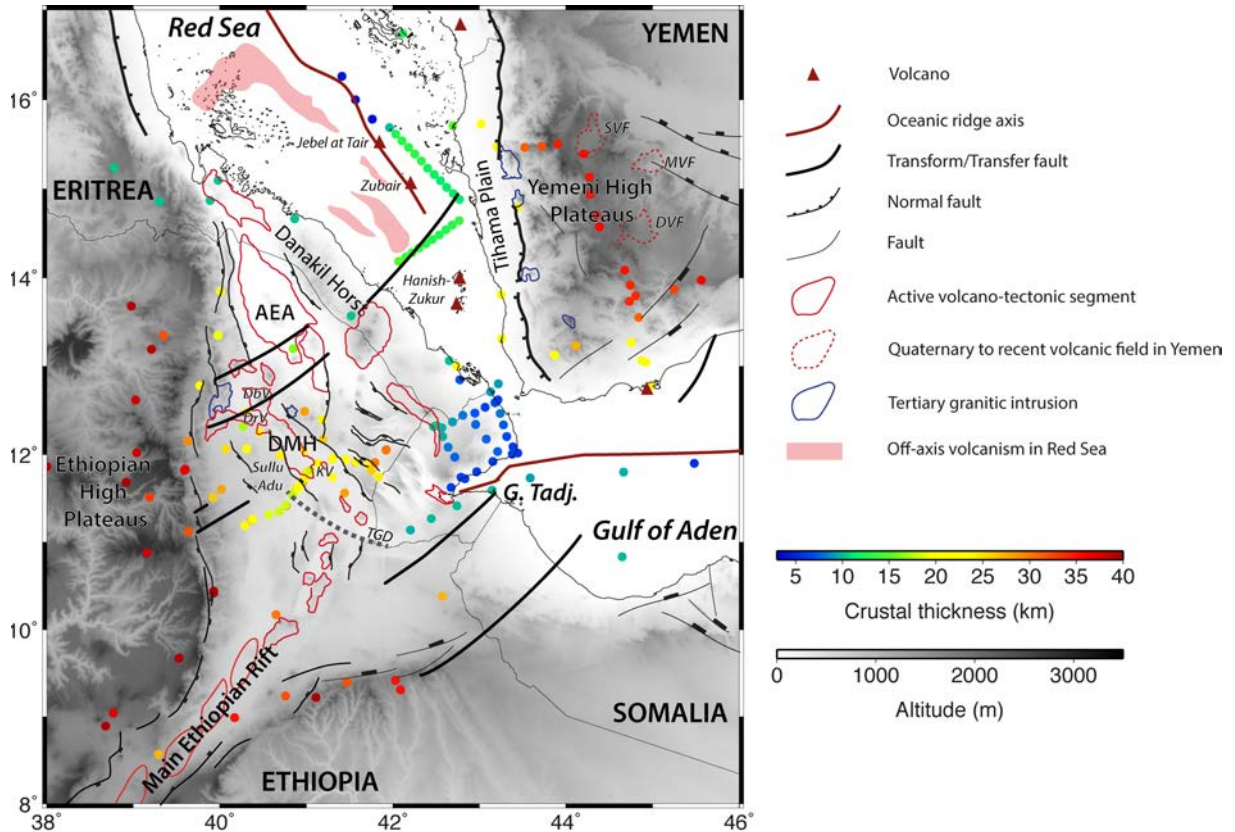 Red Sea
YEMEN
16°
SVF
Jebel at Tair
MVF
ERITREA
Zubair
Tihama Plain
Yemeni High
Plateaus
DVF
Danakil Horst
14°
Hanish-
Zukur
AEA
DbV
DrV
DMH
12°
Ethiopian
High
Plateaus
Sullu
Adu
KV
G. Tadj.
TGD
Gulf of Aden
10°
Main Ethiopian Rift
SOMALIA
ETHIOPIA
8°
38
40
42
44
46°
Volcano
Oceanic ridge axis
Transform/Transfer fault
Normal fault
Fault
Active volcano-tectonic segment
Quaternary to recent volcanic field in Yemen
Tertiary granitic intrusion
Off-axis volcanism in Red Sea
5 10 15 20 25 30 35 40
Crustal thickness (km)
0 1000 2000 3000
Altitude (m)